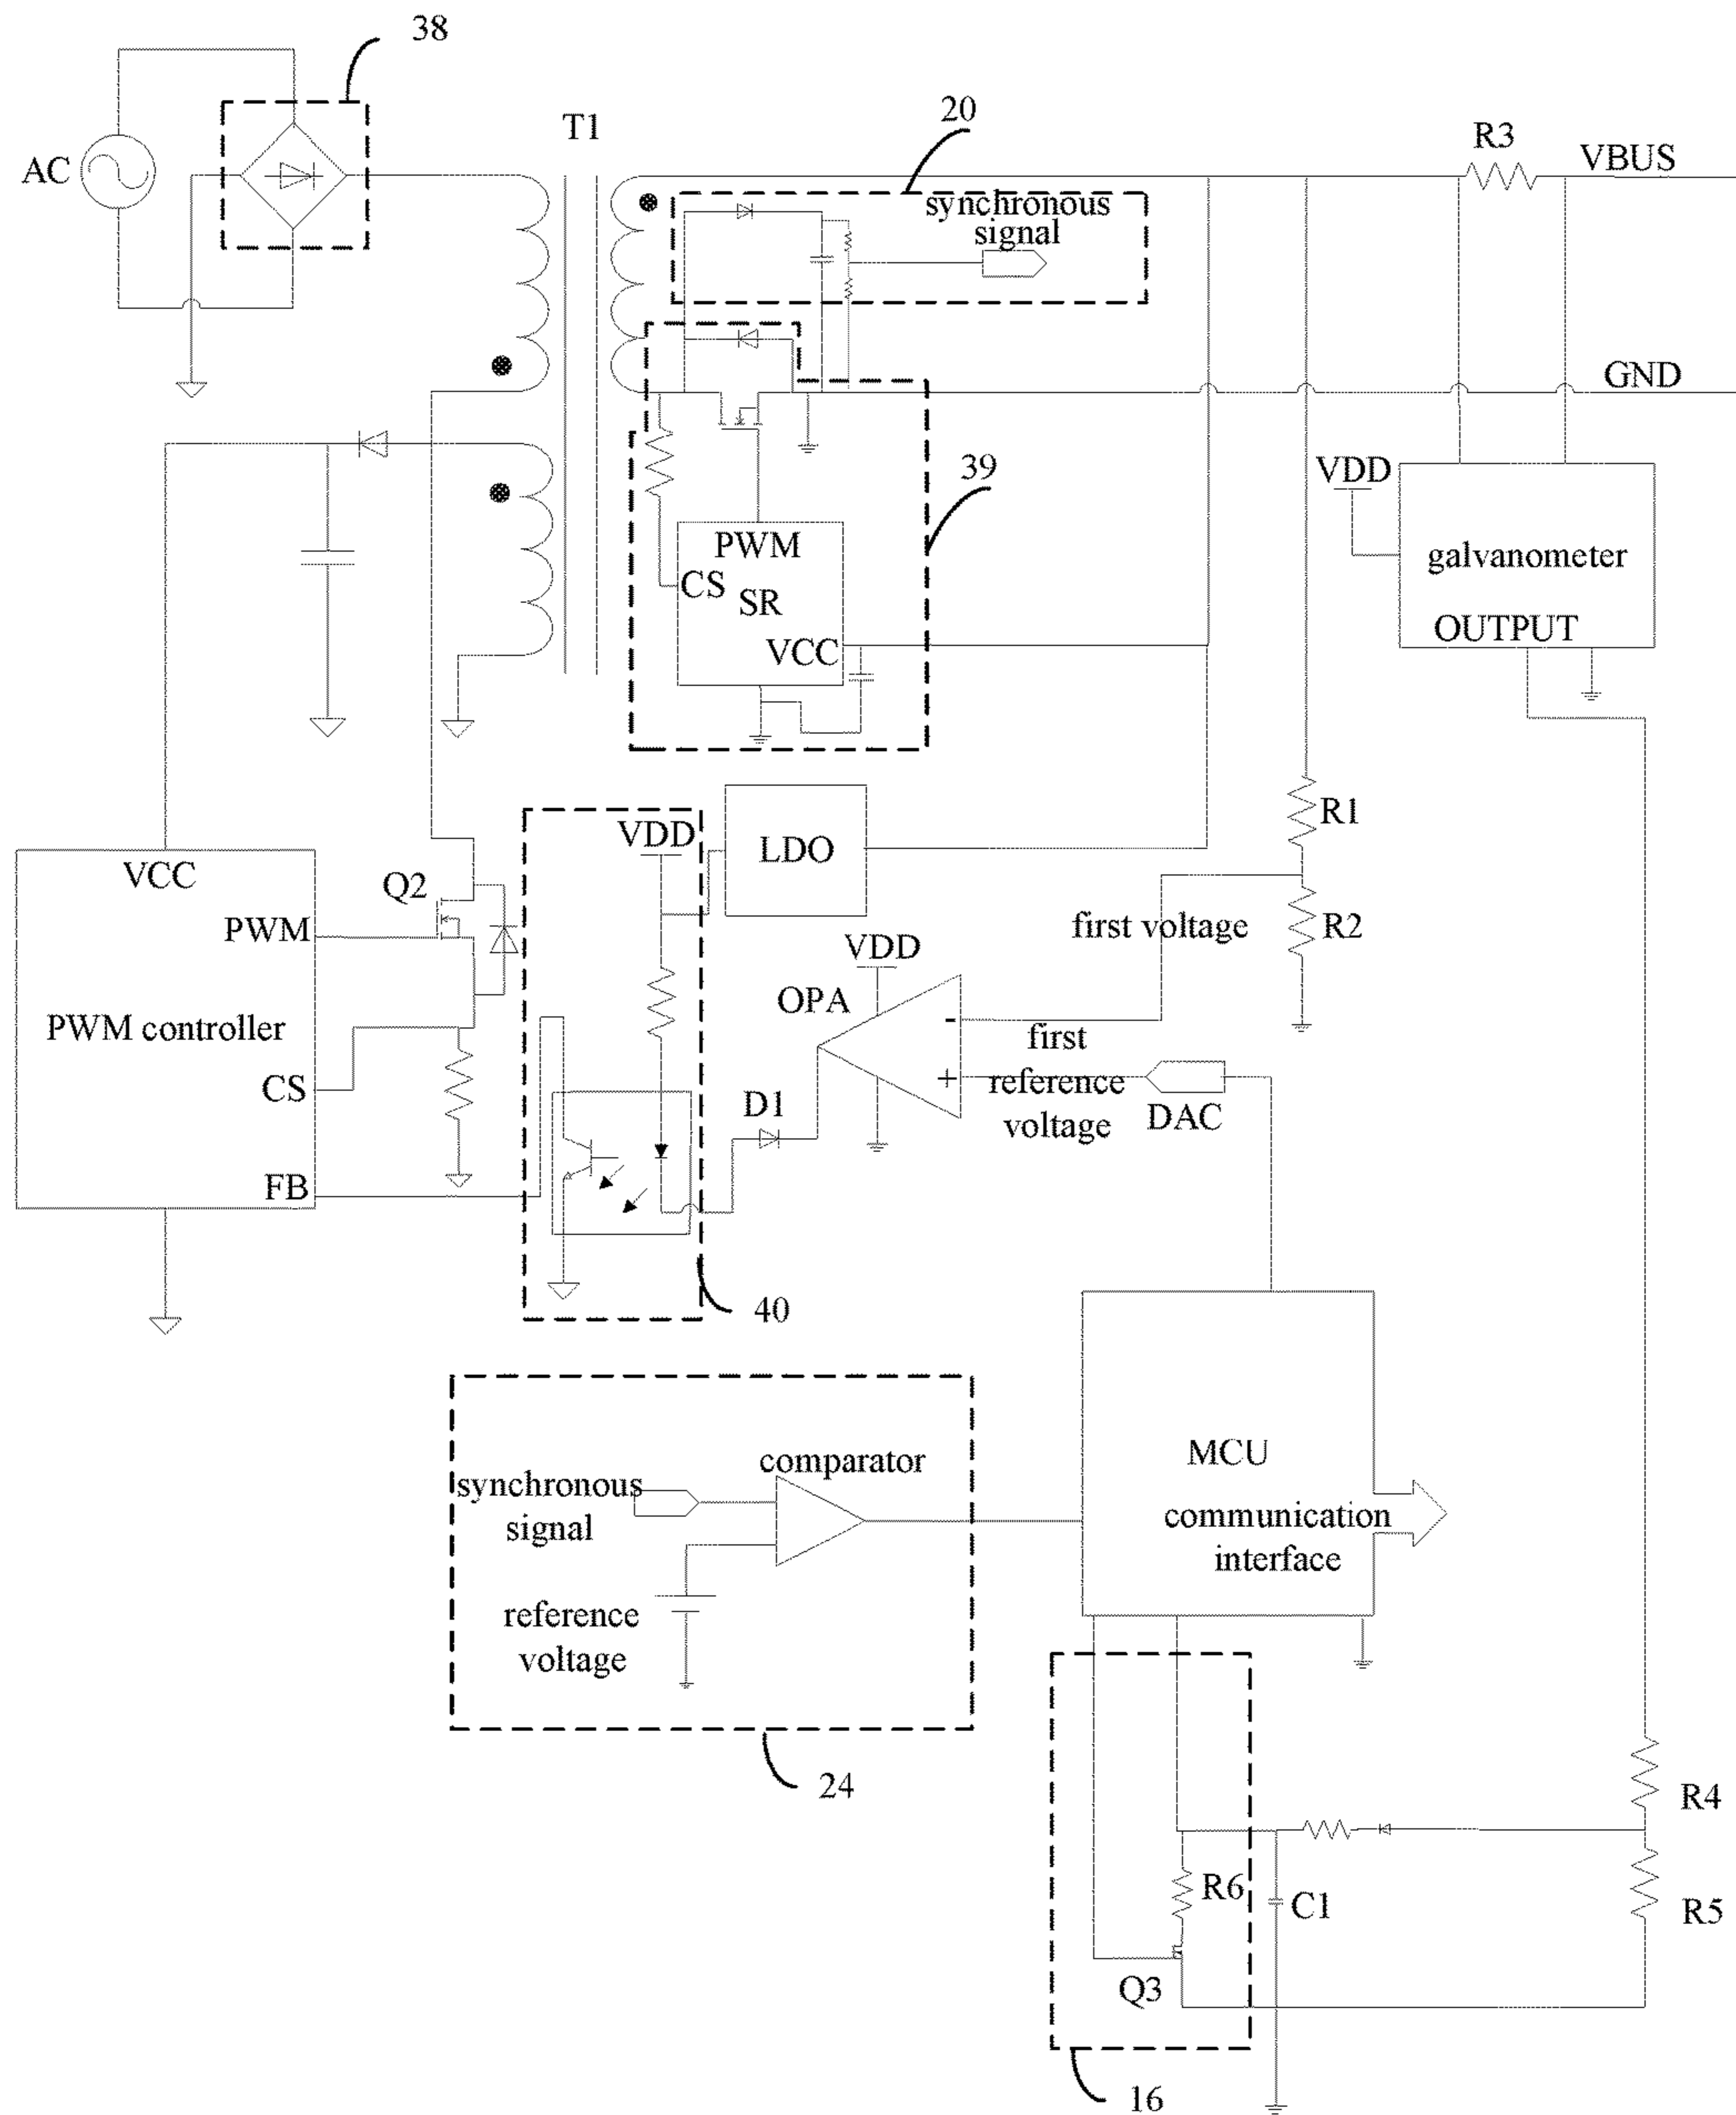 38
T1
20
R3
AC
VBUS
synchronous
signal
GND
39
VDD
PWM
galvanometer
CS
SR
OUTPUT
VCC
R1
VDD
LDO
VCC
Q2
PWM
R2
first voltage
VDD
OPA
-
PWM controller
first
CS
+
reference
voltage
D1
DAC
FB
40
comparator
MCU
synchronous
signal
communication
interface
reference
voltage
24
R4
R6
C1
R5
Q3
16